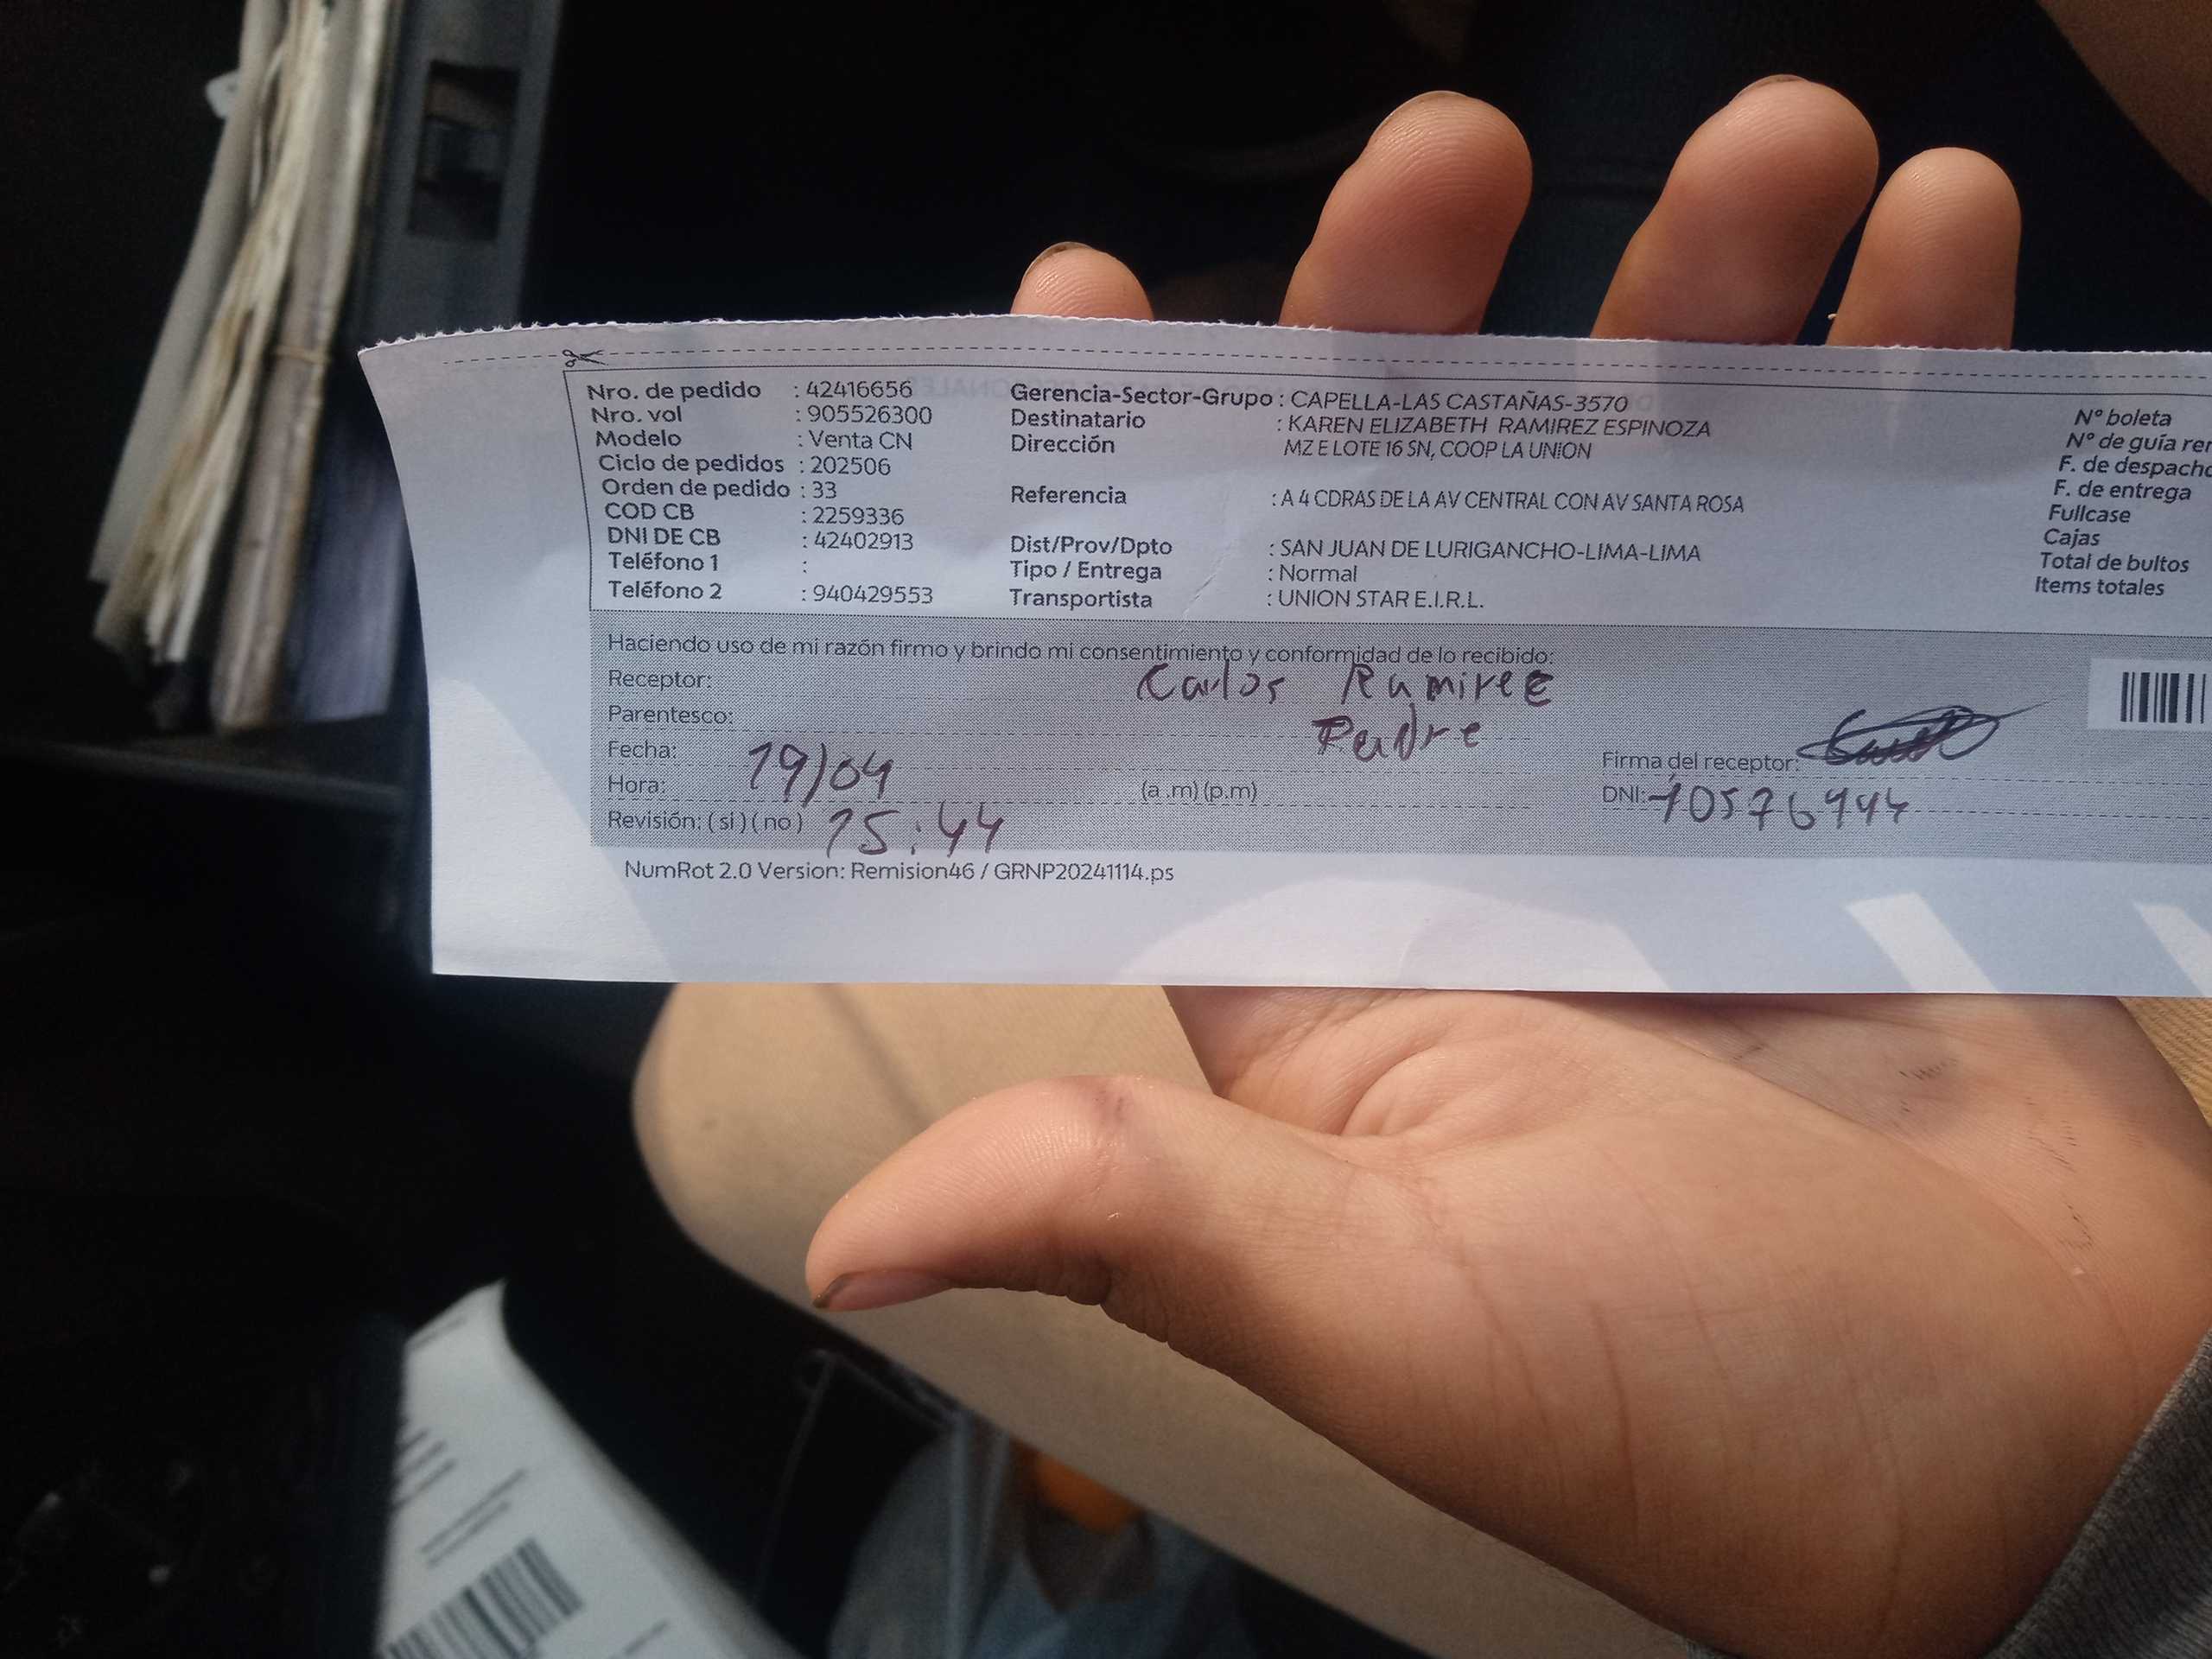 Nro. de pedido : 42416656
Nro. vol : 905526300
Modelo : Venta CN
Ciclo de pedidos : 202506
Orden de pedido : 33
COD CB : 2259336
DNI DE CB : 42402913
Teléfono 1 :
Teléfono 2 : 940429553
Gerencia-Sector-Grupo : CAPELLA-LAS CASTAÑAS-3570
Destinatario : KAREN ELIZABETH RAMIREZ ESPINOZA
Dirección MZ E LOTE 16 SN, COOP LA UNION
Referencia : A 4 CDRAS DE LA AV CENTRAL CON AV SANTA ROSA
Dist/Prov/Dpto : SAN JUAN DE LURIGANCHO-LIMA-LIMA
Tipo / Entrega : Normal
Transportista : UNION STAR E.I.R.L.
N° boleta
N° de guía rer
F. de despacho
F. de entrega
Fullcase
Cajas
Total de bultos
Items totales
Haciendo uso de mi razón firmo y brindo mi consentimiento y conformidad de lo recibido:
Receptor: Carlos Ramirez
Parentesco: Padre
Fecha: 19/04
Hora: (a .m) (p.m)
Revisión: ( si ) ( no ) 15:44
Firma del receptor:
DNI:
NumRot 2.0 Version: Remision46 / GRNP20241114.ps